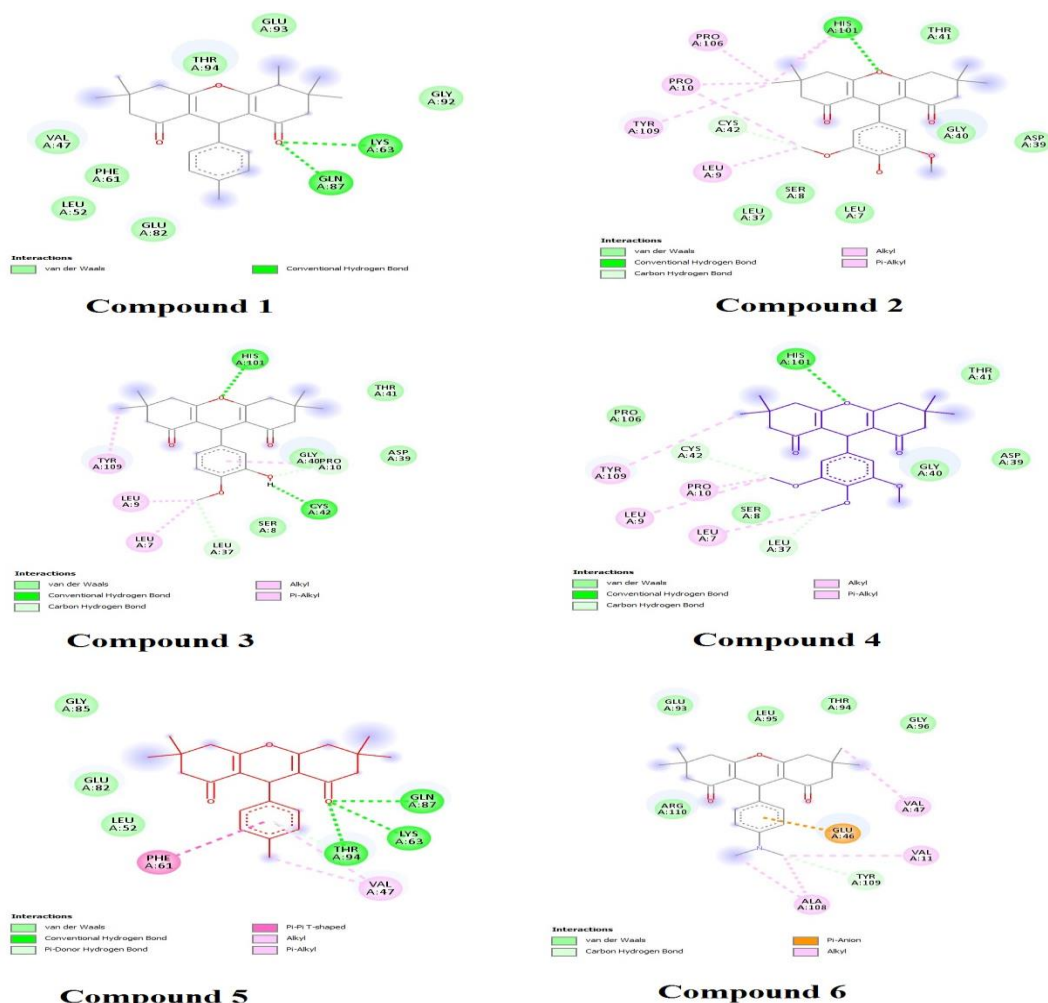 GLU
A:93
THR
A:94
GLY
A:92
VAL
A:47
LYS
A:63
PHE
A:61
GLN
A:87
LEU
A:52
GLU
A:82
O
O
O
Interactions
van der Waals
Conventional Hydrogen Bond
Compound 1
HIS
A:101
PRO
A:106
THR
A:41
PRO
A:10
TYR
A:109
CYS
A:42
GLY
A:40
ASP
A:39
LEU
A:9
SER
A:8
LEU
A:37
LEU
A:7
O
O
O
O
O
O
Interactions
van der Waals
Conventional Hydrogen Bond
Carbon Hydrogen Bond
Alkyl
Pi-Alkyl
Compound 2
HIS
A:101
THR
A:41
TYR
A:109
GLY
A:40
PRO
A:10
ASP
A:39
LEU
A:9
CYS
A:42
SER
A:8
LEU
A:7
LEU
A:37
O
O
O
O
O
H
Interactions
van der Waals
Conventional Hydrogen Bond
Carbon Hydrogen Bond
Alkyl
Pi-Alkyl
Compound 3
HIS
A:101
THR
A:41
PRO
A:106
CYS
A:42
TYR
A:109
GLY
A:40
ASP
A:39
PRO
A:10
LEU
A:9
SER
A:8
LEU
A:7
LEU
A:37
O
O
O
O
O
O
Interactions
van der Waals
Conventional Hydrogen Bond
Carbon Hydrogen Bond
Alkyl
Pi-Alkyl
Compound 4
GLY
A:85
GLU
A:82
GLN
A:87
LEU
A:52
LYS
A:63
THR
A:94
PHE
A:61
VAL
A:47
O
O
O
Interactions
van der Waals
Conventional Hydrogen Bond
Pi-Donor Hydrogen Bond
Pi-Pi T-shaped
Alkyl
Pi-Alkyl
Compound 5
GLU
A:93
LEU
A:95
THR
A:94
GLY
A:96
ARG
A:110
VAL
A:47
GLU
A:46
VAL
A:11
TYR
A:109
ALA
A:108
O
O
O
N
Interactions
van der Waals
Carbon Hydrogen Bond
Pi-Anion
Alkyl
Compound 6